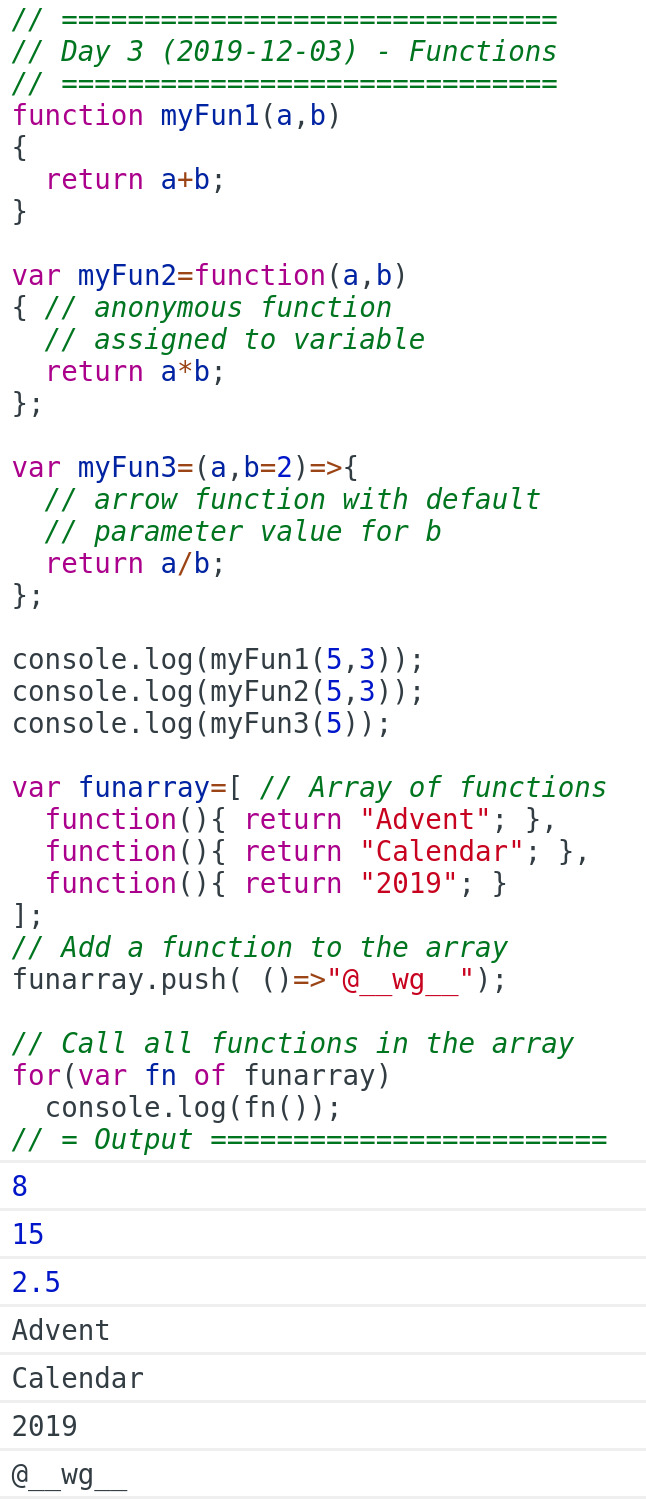 // ==============================
// Day 3 (2019-12-03) - Functions
// ==============================
function myFun1(a,b)
{
  return a+b;
}

var myFun2=function(a,b)
{ // anonymous function
  // assigned to variable
  return a*b;
};

var myFun3=(a,b=2)=>{
  // arrow function with default
  // parameter value for b
  return a/b;
};

console.log(myFun1(5,3));
console.log(myFun2(5,3));
console.log(myFun3(5));

var funarray=[ // Array of functions
  function(){ return "Advent"; },
  function(){ return "Calendar"; },
  function(){ return "2019"; }
];
// Add a function to the array
funarray.push( ()=>"@__wg__");

// Call all functions in the array
for(var fn of funarray)
  console.log(fn());
// = Output ========================
8
15
2.5
Advent
Calendar
2019
@__wg__